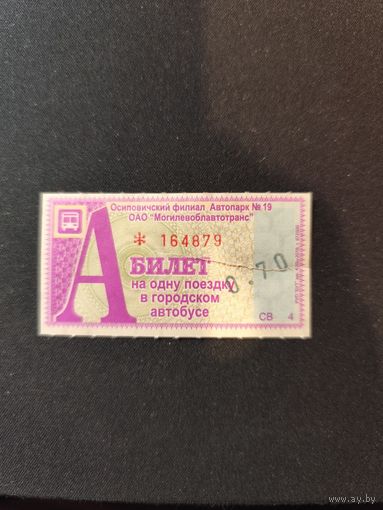 Осиповичский филиал Автопарк № 19
ОАО "Могилевоблавтотранс"
* 164879
А
БИЛЕТ
на одну поездку
в городском
автобусе
0.70
СВ 4
www.ay.by